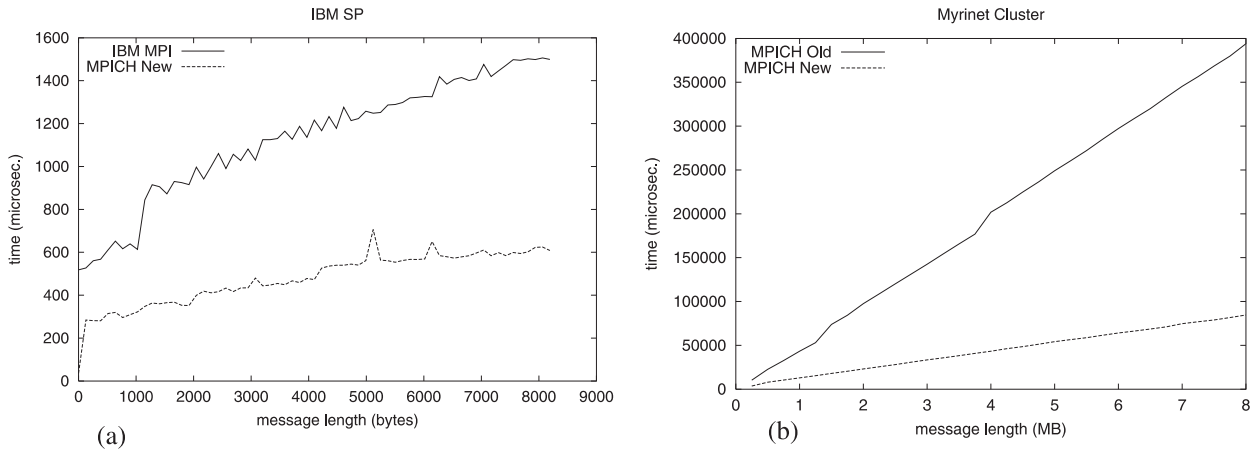 IBM SP
1600
1400
1200
1000
800
600
400
200
0
IBM MPI
MPICH New
time (microsec.)
0 1000 2000 3000 4000 5000 6000 7000 8000 9000
message length (bytes)
(a)
Myrinet Cluster
400000
350000
300000
250000
200000
150000
100000
50000
0
MPICH Old
MPICH New
time (microsec.)
0 1 2 3 4 5 6 7 8
message length (MB)
(b)